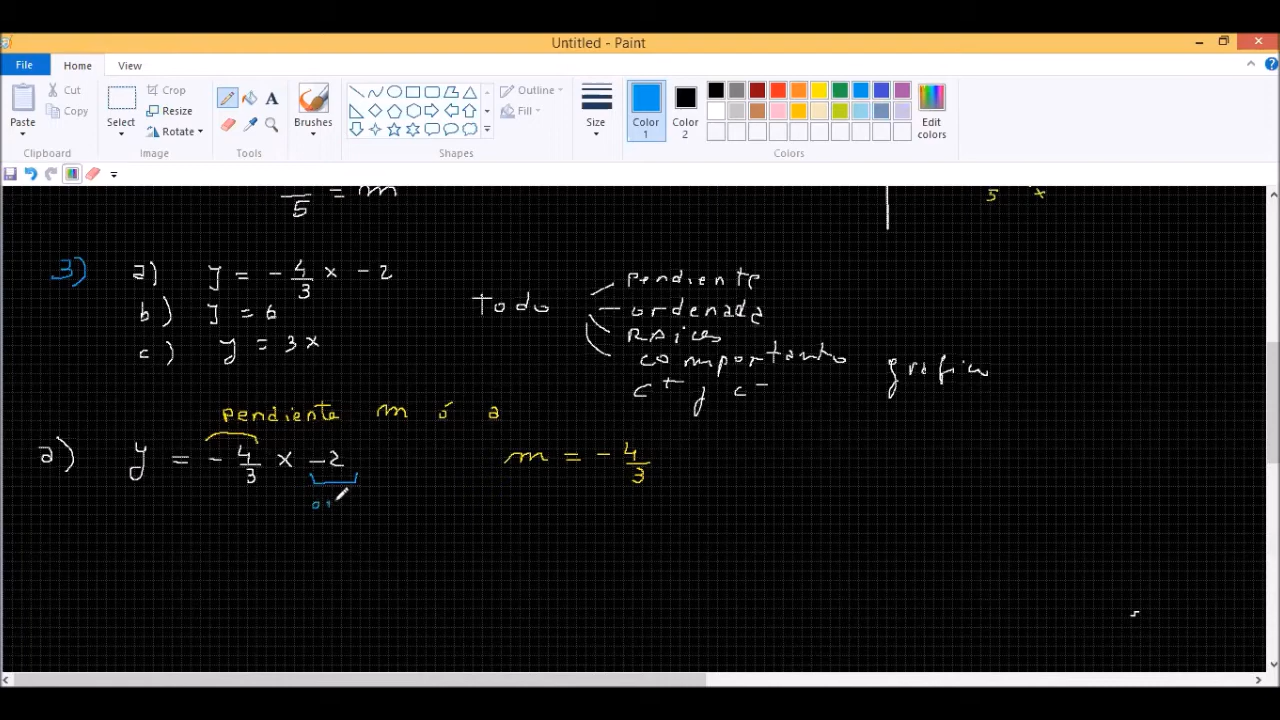 Untitled - Paint
File Home View
Paste Cut Copy Clipboard
Select Crop Resize Rotate Image
Tools
Brushes
Outline Fill Shapes
Size
Color 1 Color 2 Edit colors Colors
5 = m
5 x
3) a) y = -4/3 x - 2
b) y = 6
c) y = 3x
Todo
pendiente
ordenada
Raices
C+ y C-
pendiente m ó a
a) y = -4/3 x -2
m = -4/3